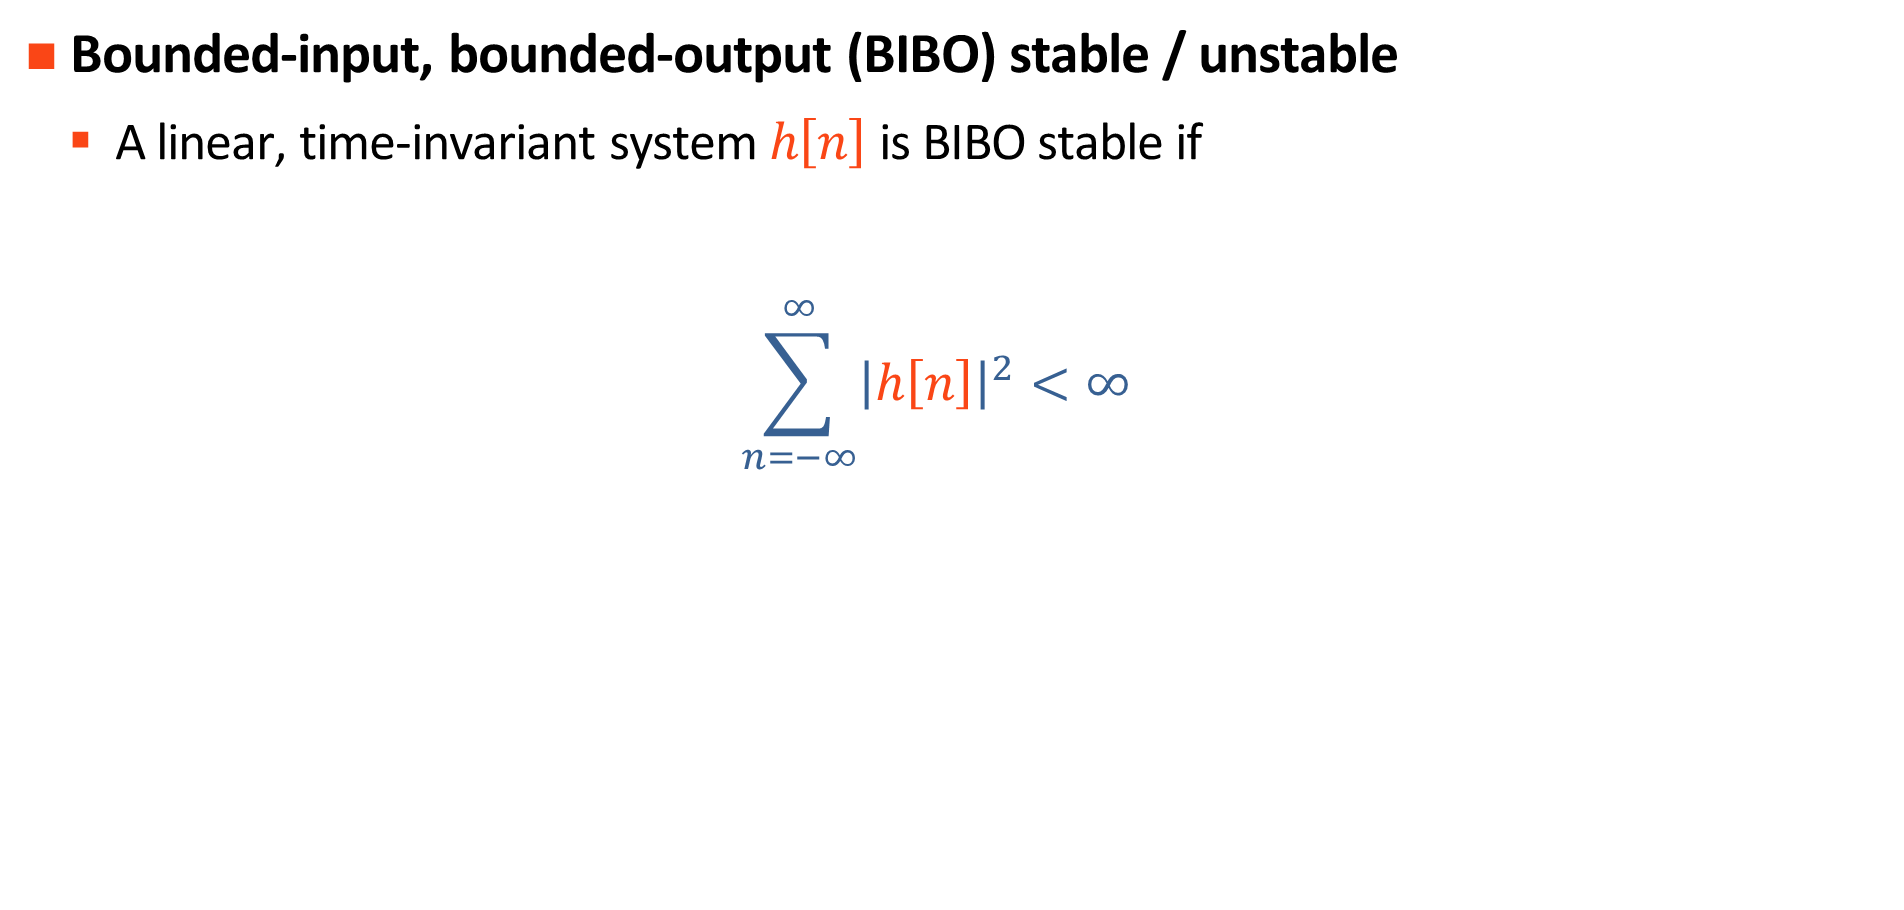 ■ Bounded-input, bounded-output (BIBO) stable / unstable
▪ A linear, time-invariant system h[n] is BIBO stable if
∞
∑ |h[n]|² < ∞
n=−∞